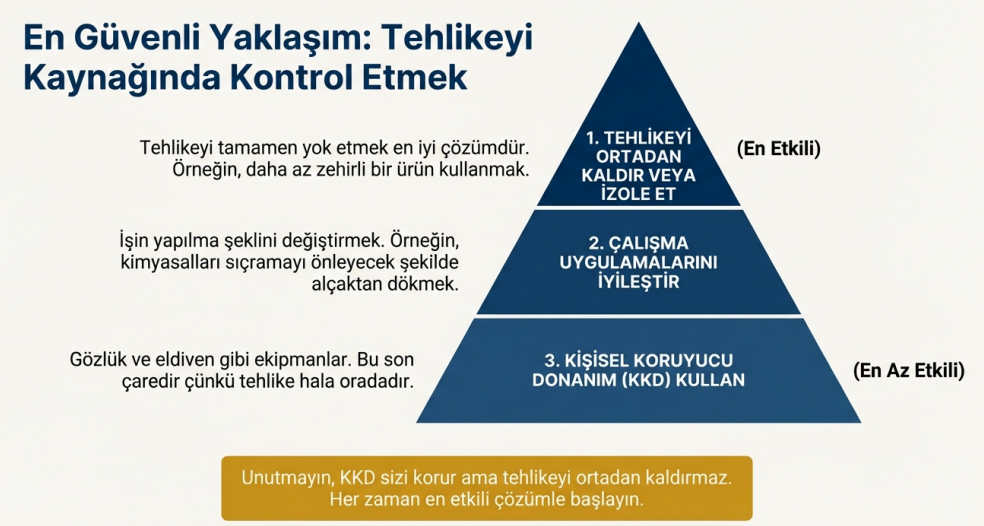 En Güvenli Yaklaşım: Tehlikeyi
Kaynağında Kontrol Etmek
Tehlikeyi tamamen yok etmek en iyi çözümdür.
Örneğin, daha az zehirli bir ürün kullanmak.
1. TEHLİKEYİ
ORTADAN
KALDIR VEYA
İZOLE ET
(En Etkili)
İşin yapılma şeklini değiştirmek. Örneğin,
kimyasalları sıçramayı önleyecek şekilde
alçaktan dökmek.
2. ÇALIŞMA
UYGULAMALARINI
İYİLEŞTİR
Gözlük ve eldiven gibi ekipmanlar. Bu son
çaredir çünkü tehlike hala oradadır.
3. KİŞİSEL KORUYUCU
DONANIM (KKD) KULLAN
(En Az Etkili)
Unutmayın, KKD sizi korur ama tehlikeyi ortadan kaldırmaz.
Her zaman en etkili çözümle başlayın.